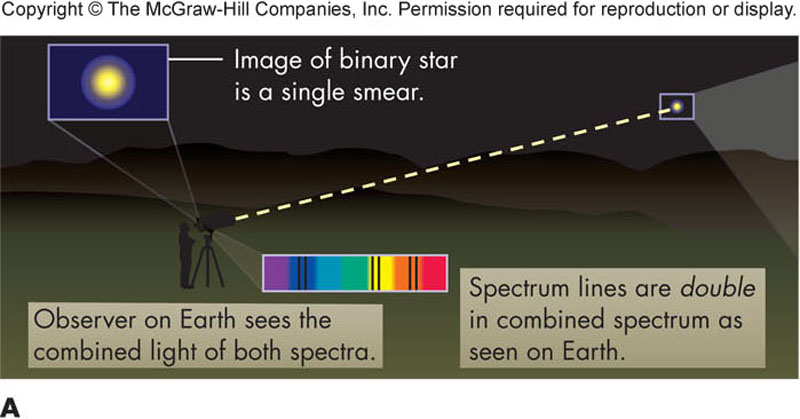 Copyright © The McGraw-Hill Companies, Inc. Permission required for reproduction or display.
Image of binary star
is a single smear.
Observer on Earth sees the
combined light of both spectra.
Spectrum lines are double
in combined spectrum as
seen on Earth.
A